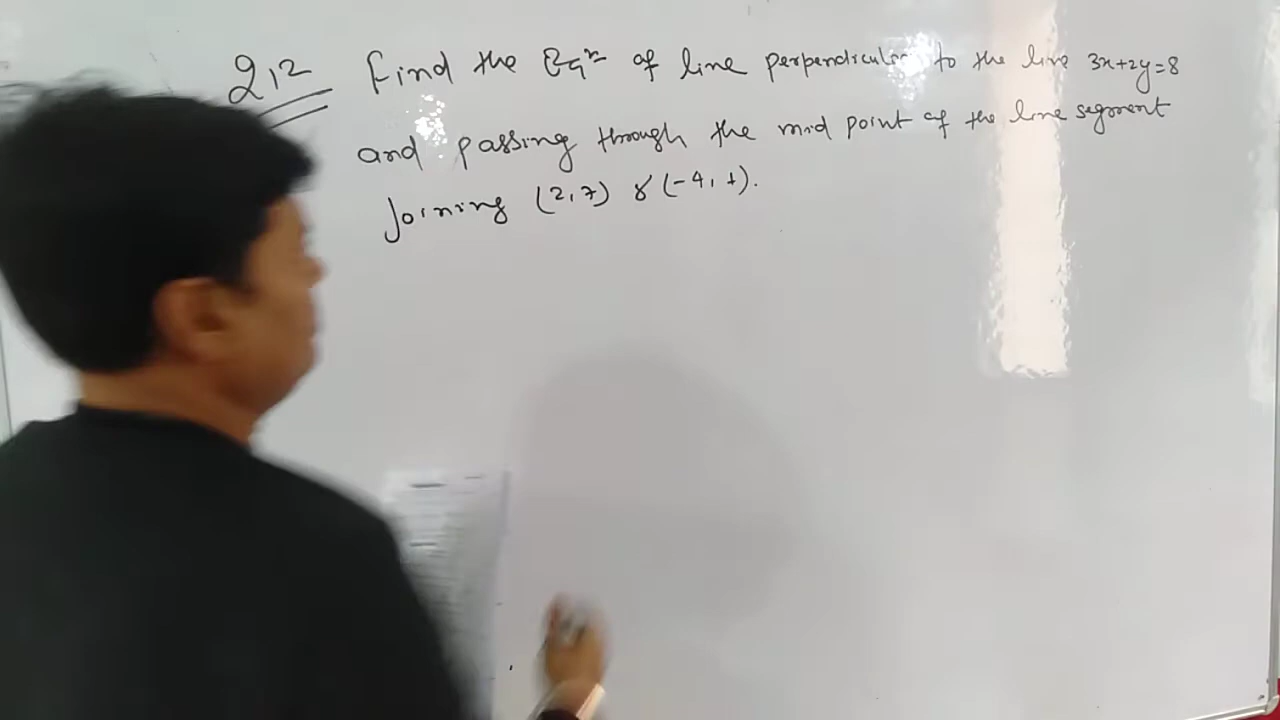 Q12 Find the Eqⁿ of line perpendicular to the line 3x+2y=8
and passing through the mid point of the line segment
Joining (2,7) & (-4,1).